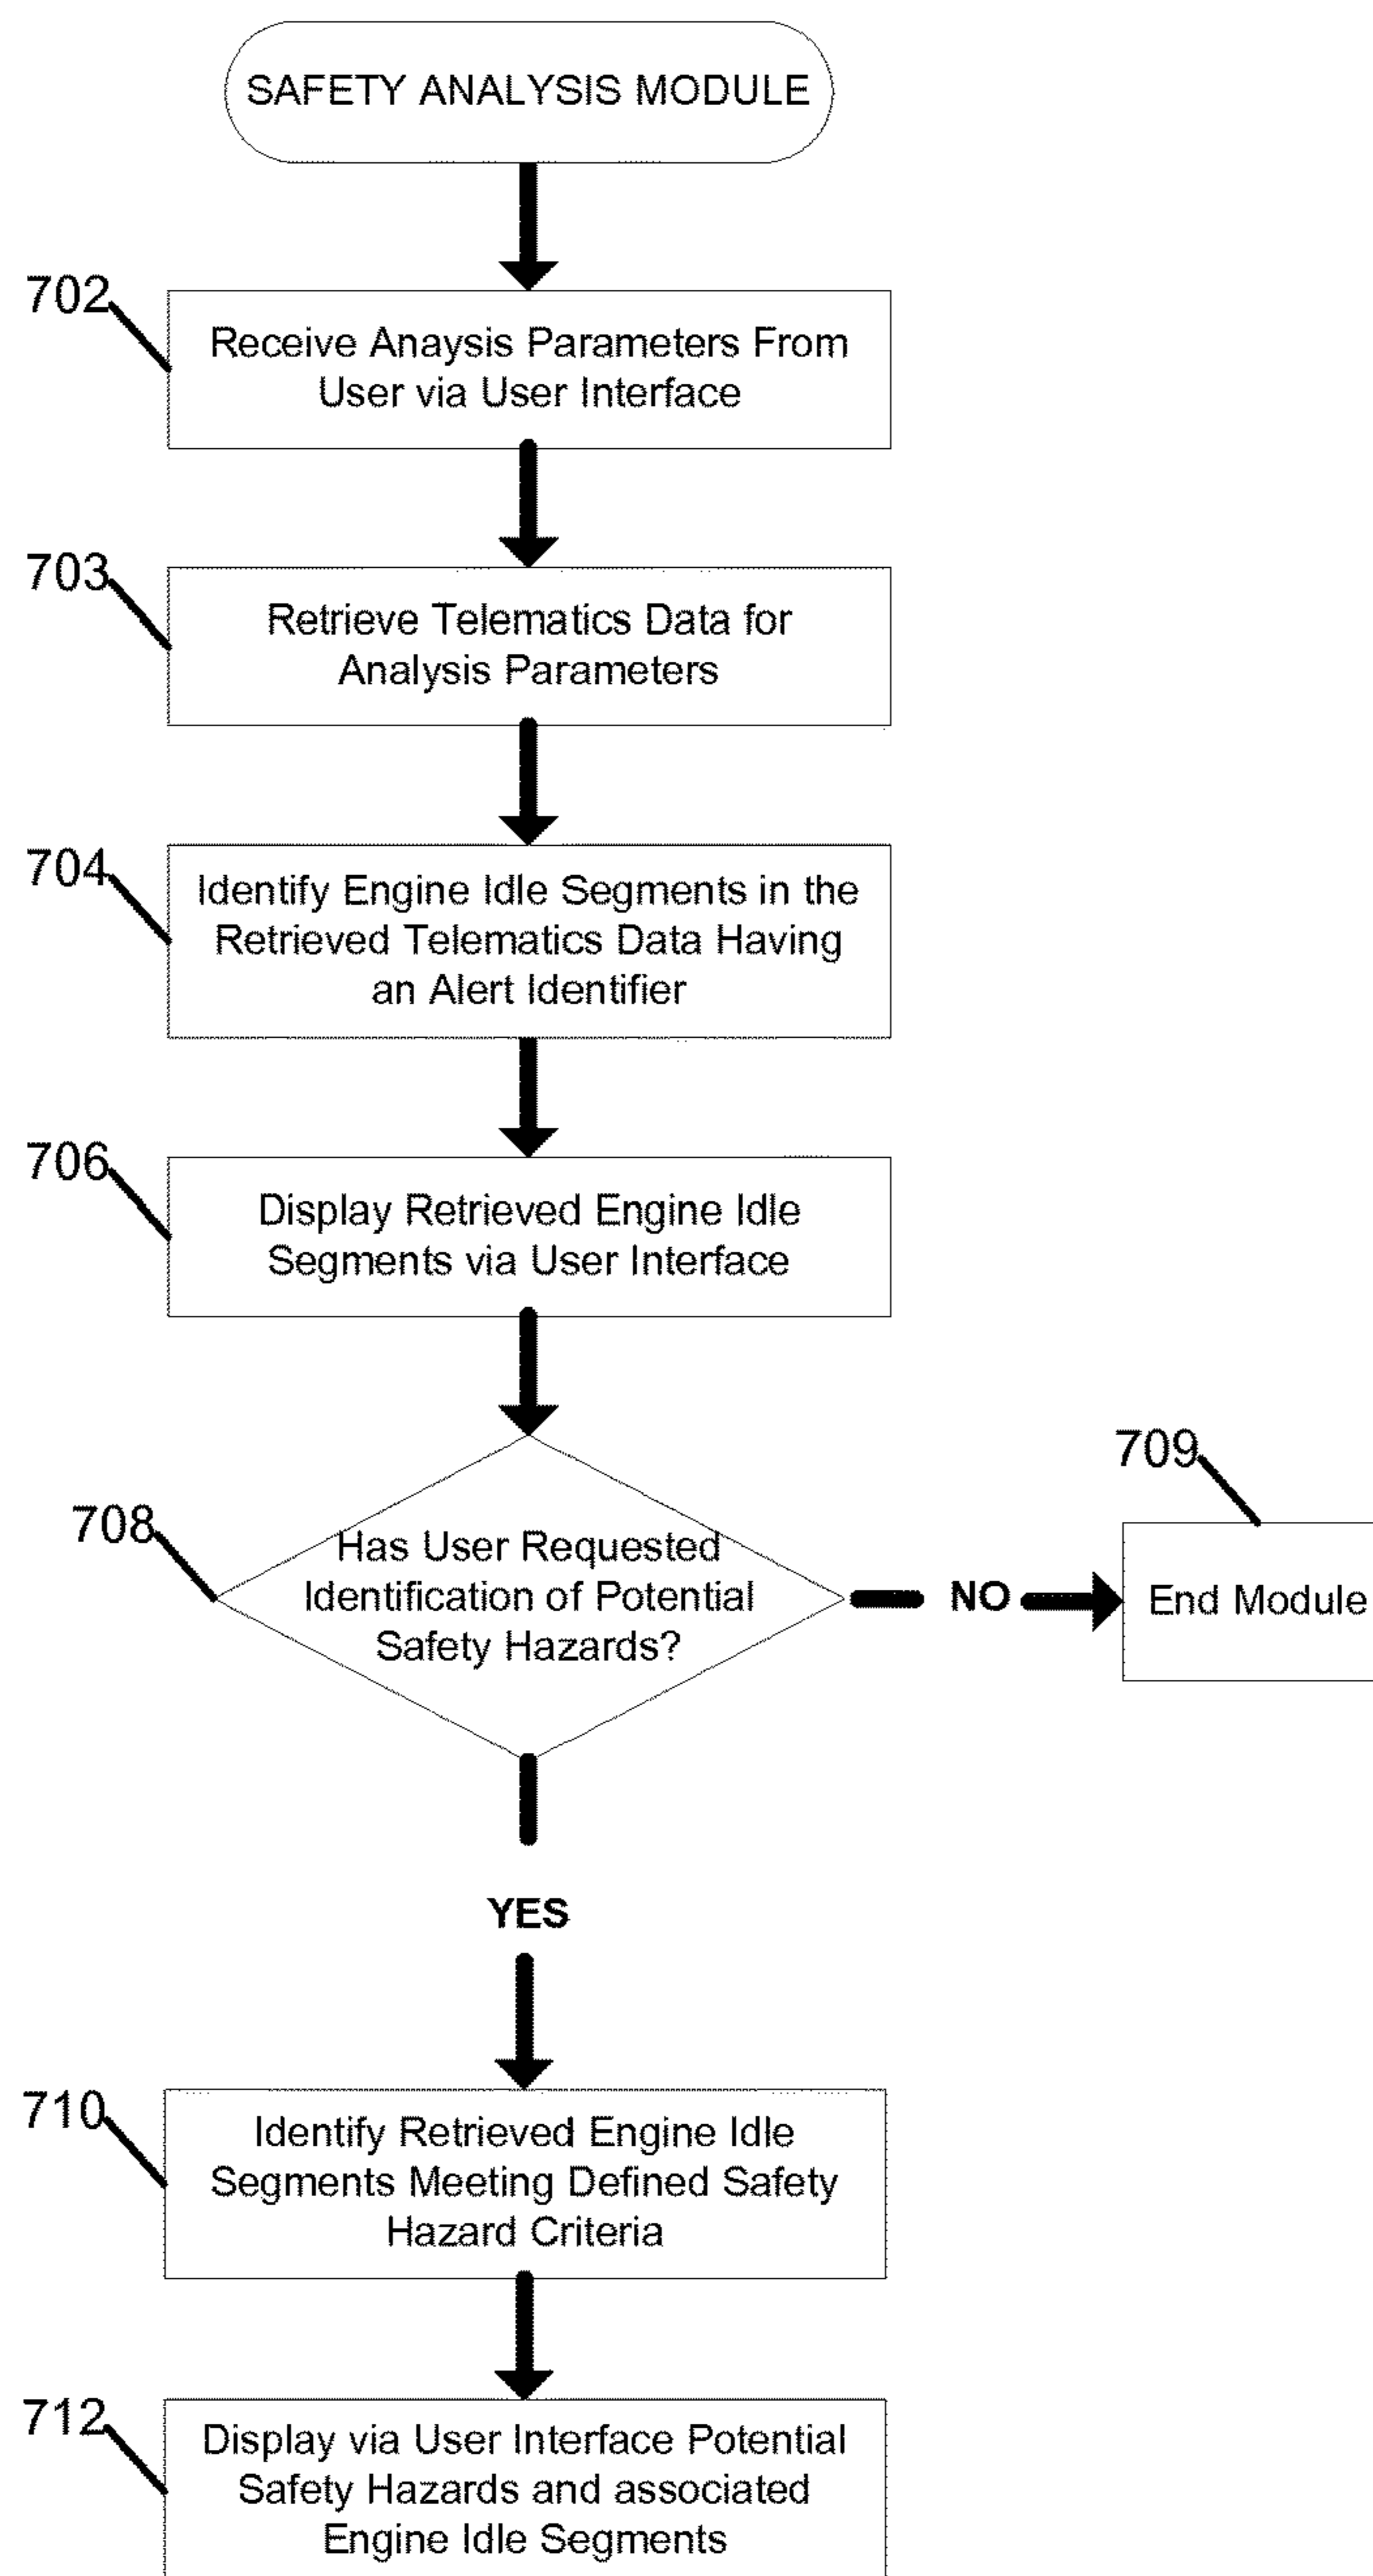 SAFETY ANALYSIS MODULE
702
Receive Anaysis Parameters From
User via User Interface
703
Retrieve Telematics Data for
Analysis Parameters
704
Identify Engine Idle Segments in the
Retrieved Telematics Data Having
an Alert Identifier
706
Display Retrieved Engine Idle
Segments via User Interface
708
Has User Requested
Identification of Potential
Safety Hazards?
NO
709
End Module
YES
710
Identify Retrieved Engine Idle
Segments Meeting Defined Safety
Hazard Criteria
712
Display via User Interface Potential
Safety Hazards and associated
Engine Idle Segments